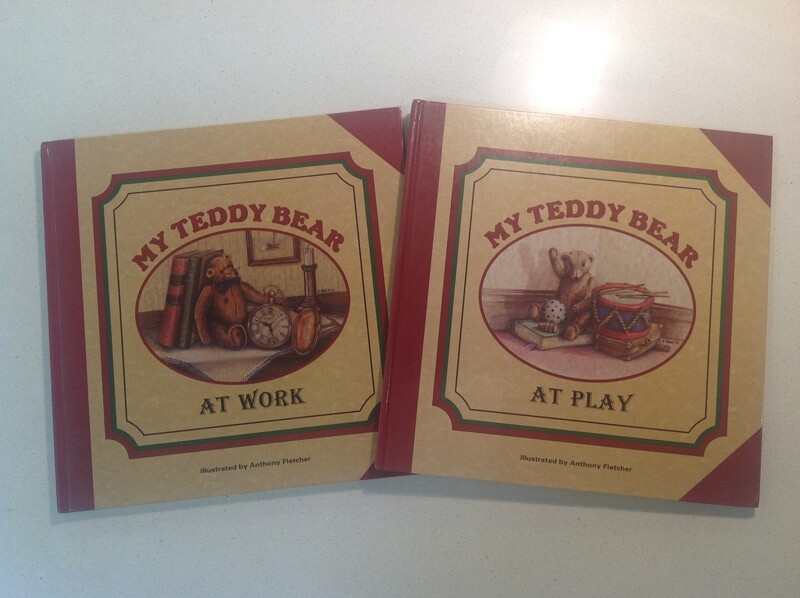 MY TEDDY BEAR
AT WORK
Illustrated by Anthony Fletcher
MY TEDDY BEAR
AT PLAY
Illustrated by Anthony Fletcher